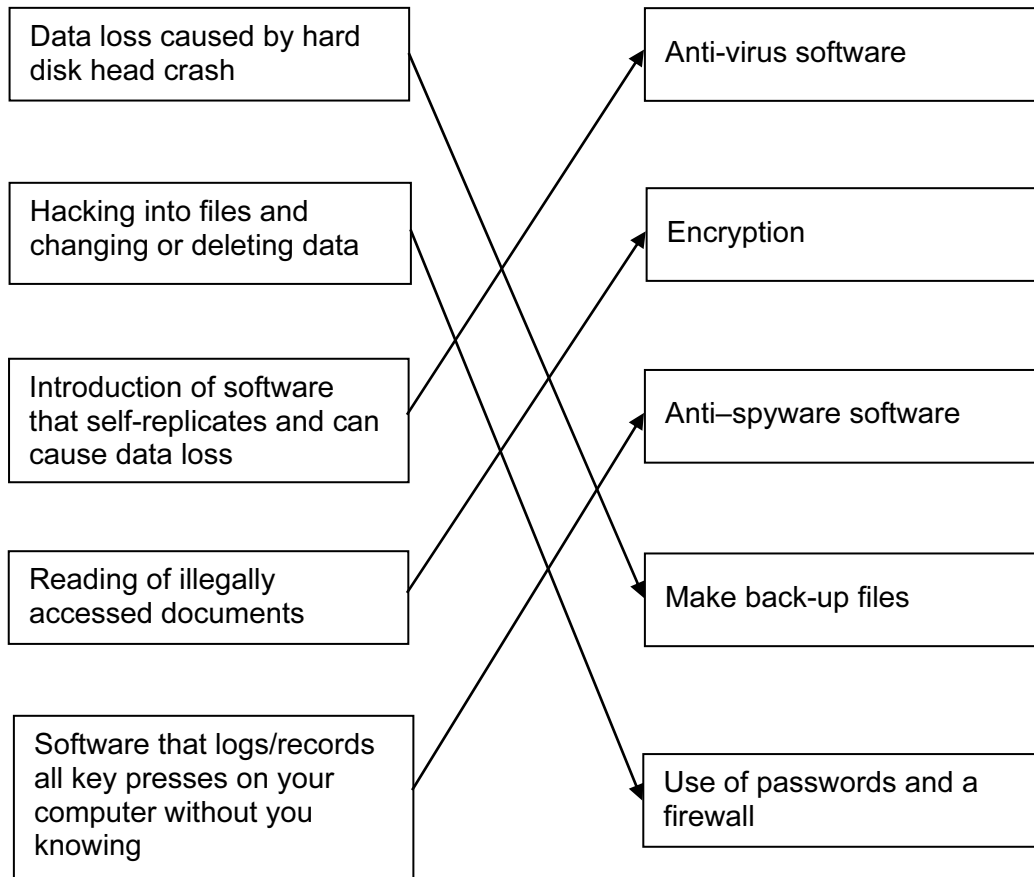 Data loss caused by hard
disk head crash
Anti-virus software
Hacking into files and
changing or deleting data
Encryption
Introduction of software
that self-replicates and can
cause data loss
Anti–spyware software
Reading of illegally
accessed documents
Make back-up files
Software that logs/records
all key presses on your
computer without you
knowing
Use of passwords and a
firewall